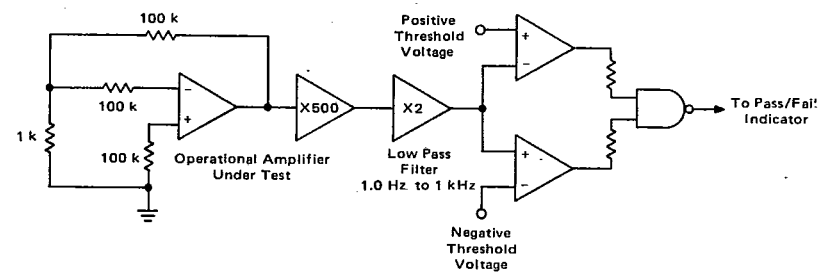 100 k
100 k
1 k
100 k
-
+
Operational Amplifier
Under Test
X500
X2
Low Pass
Filter
1.0 Hz to 1 kHz
Positive
Threshold
Voltage
+
-
+
-
Negative
Threshold
Voltage
To Pass/Fail
Indicator